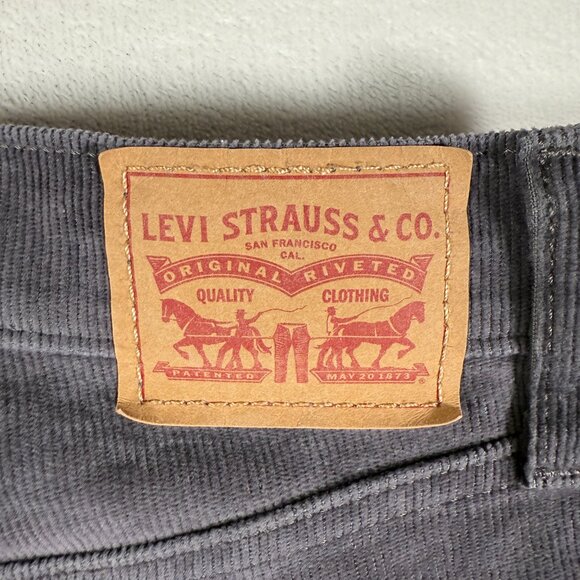 LEVI STRAUSS & CO.
SAN FRANCISCO
CAL.
ORIGINAL RIVETED
QUALITY CLOTHING
PATENTED MAY 20 1873 ®